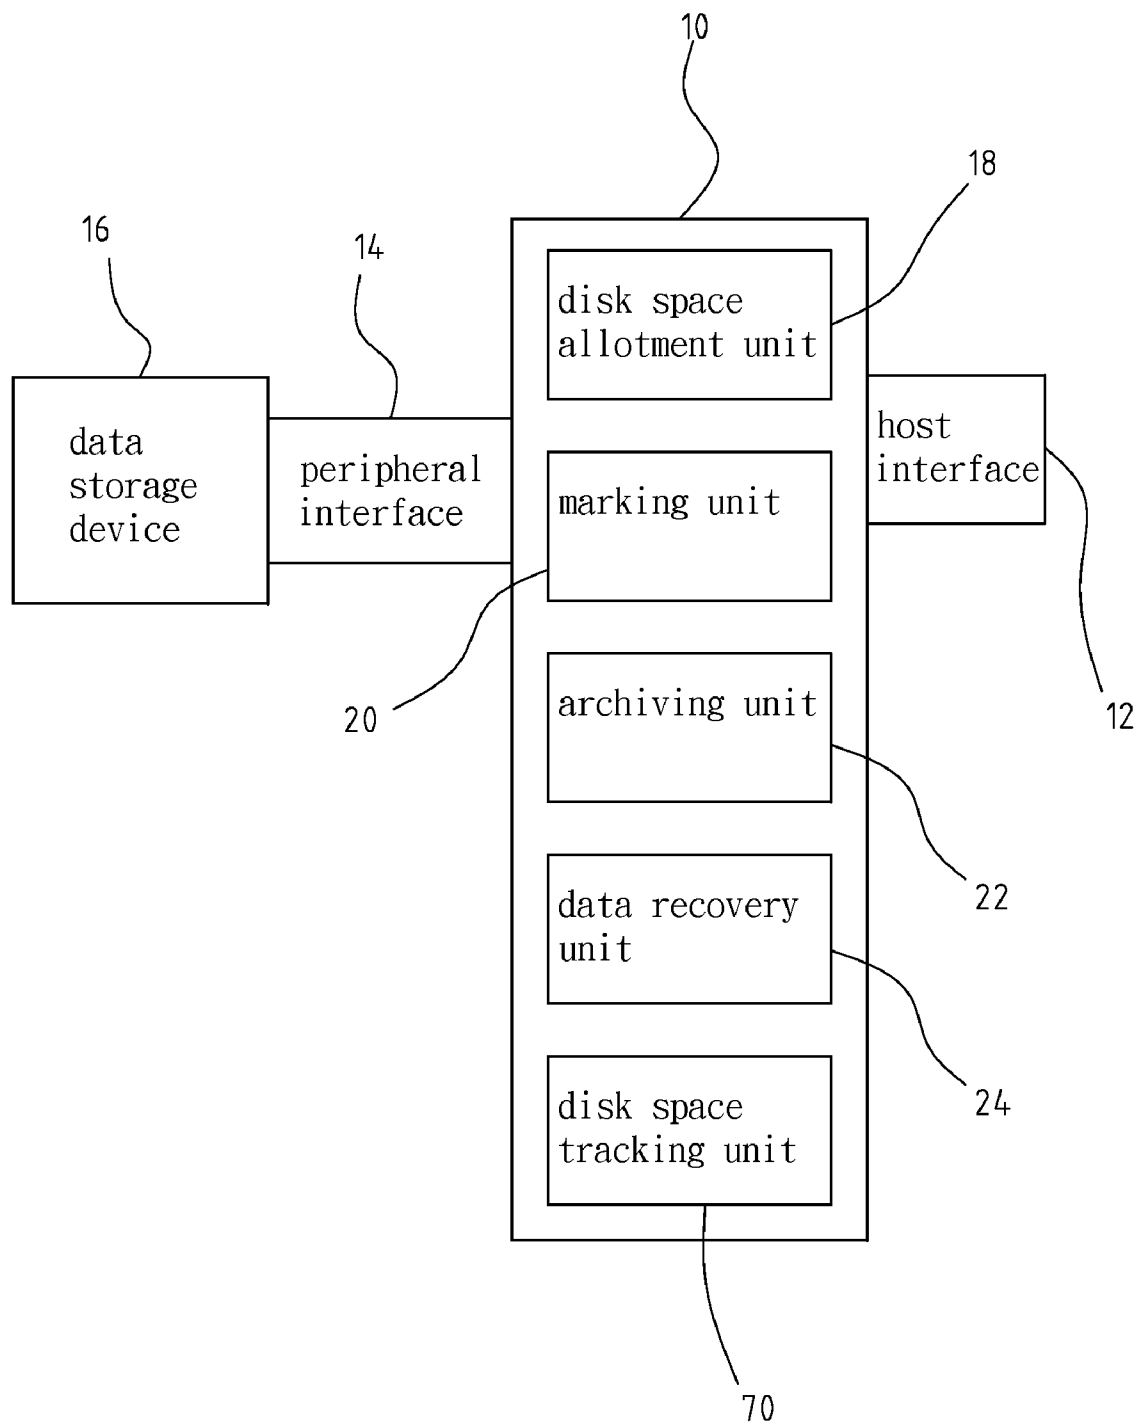 10
18
16
14
disk space
allotment unit
host
interface
data
storage
device
peripheral
interface
marking unit
20
12
archiving unit
22
data recovery
unit
24
disk space
tracking unit
70